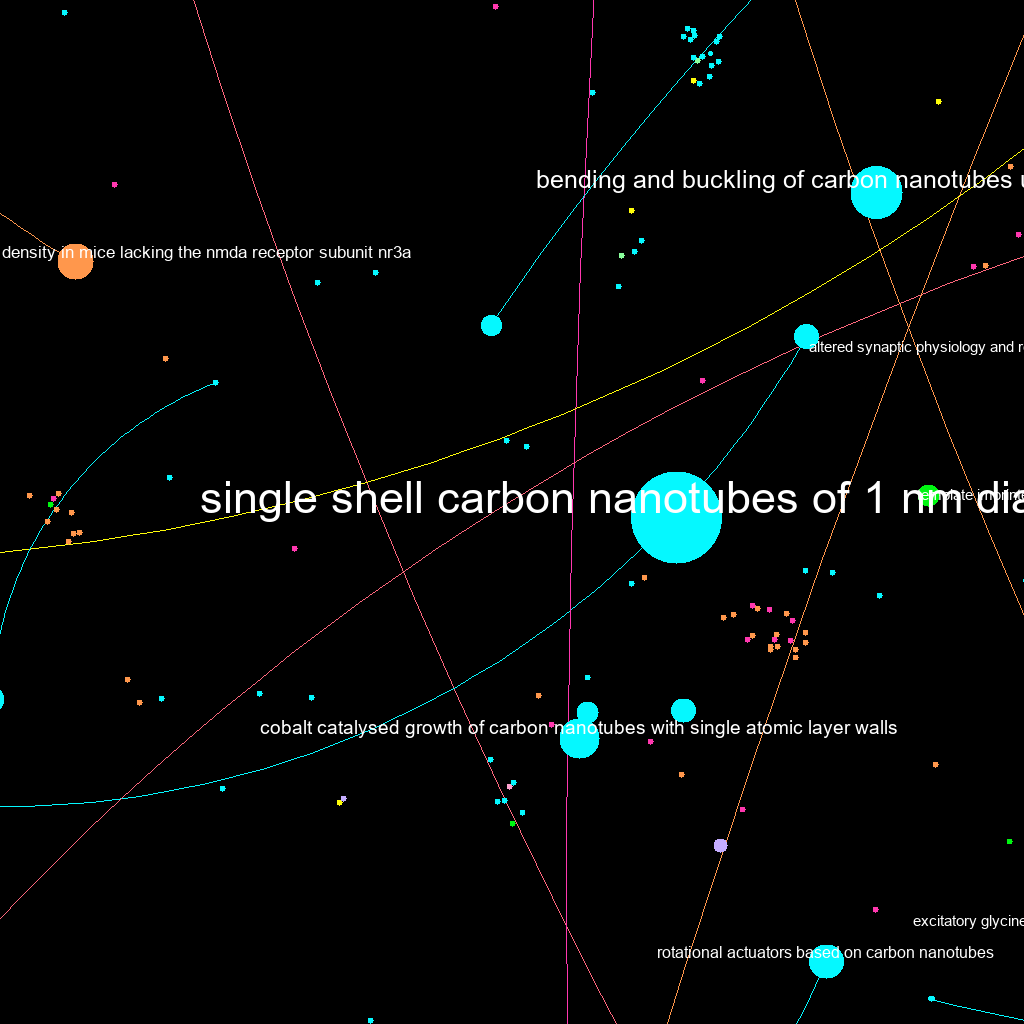 bending and buckling of carbon nanotubes u
density in mice lacking the nmda receptor subunit nr3a
altered synaptic physiology and r
single shell carbon nanotubes of 1 nm dia
template imprinte
cobalt catalysed growth of carbon nanotubes with single atomic layer walls
excitatory glycine
rotational actuators based on carbon nanotubes